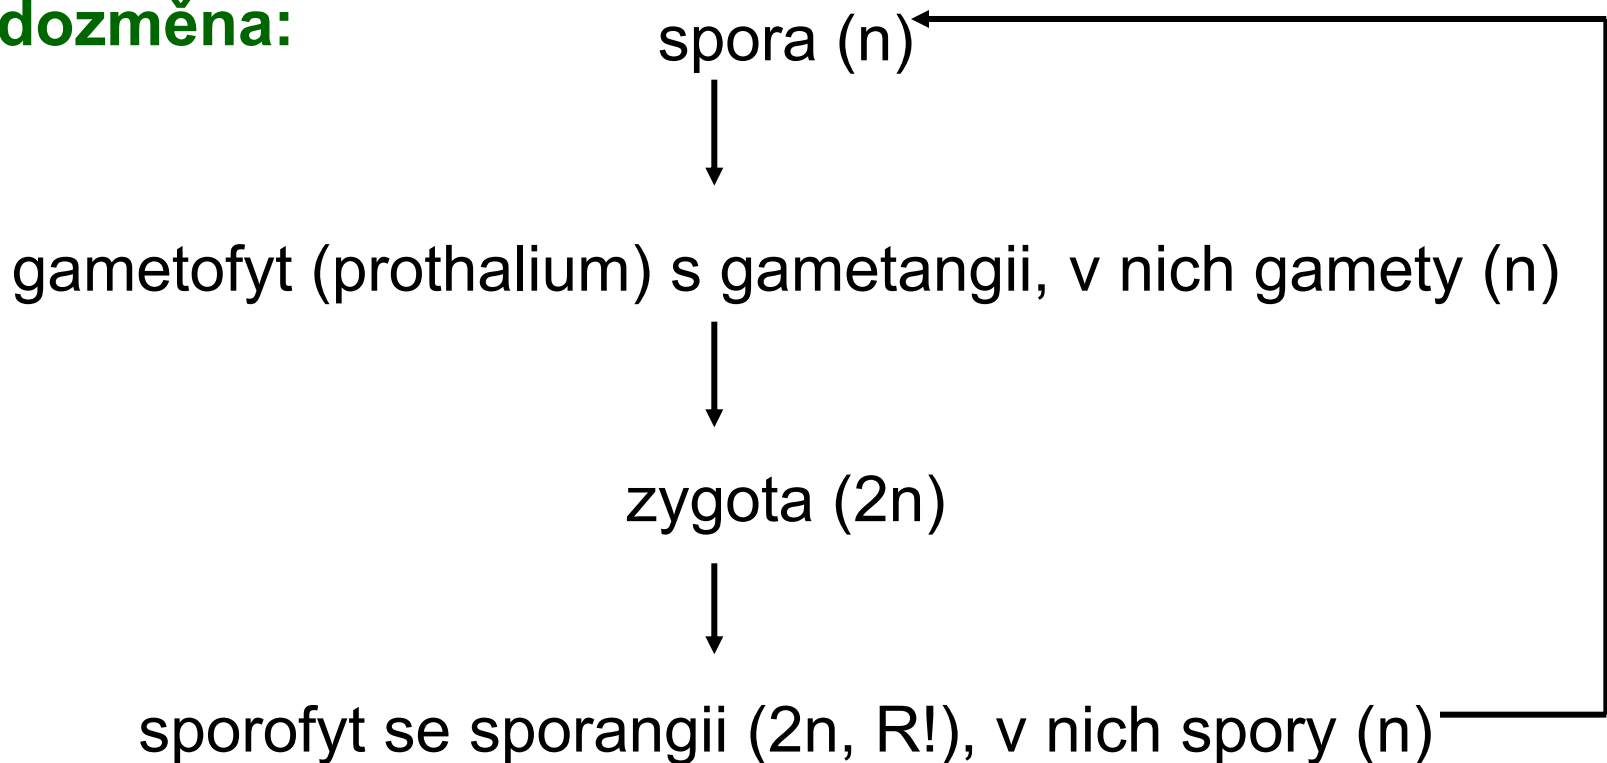 dozměna:
spora (n)
gametofyt (prothalium) s gametangii, v nich gamety (n)
zygota (2n)
sporofyt se sporangii (2n, R!), v nich spory (n)